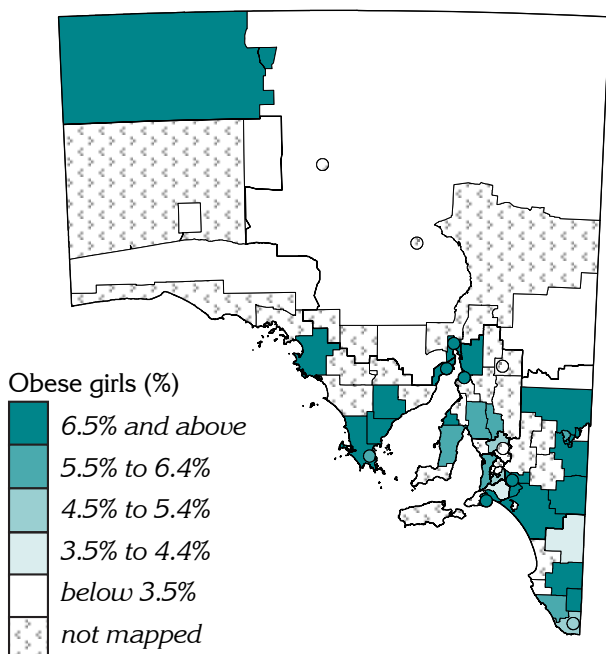 Obese girls (%)
6.5% and above
5.5% to 6.4%
4.5% to 5.4%
3.5% to 4.4%
below 3.5%
not mapped